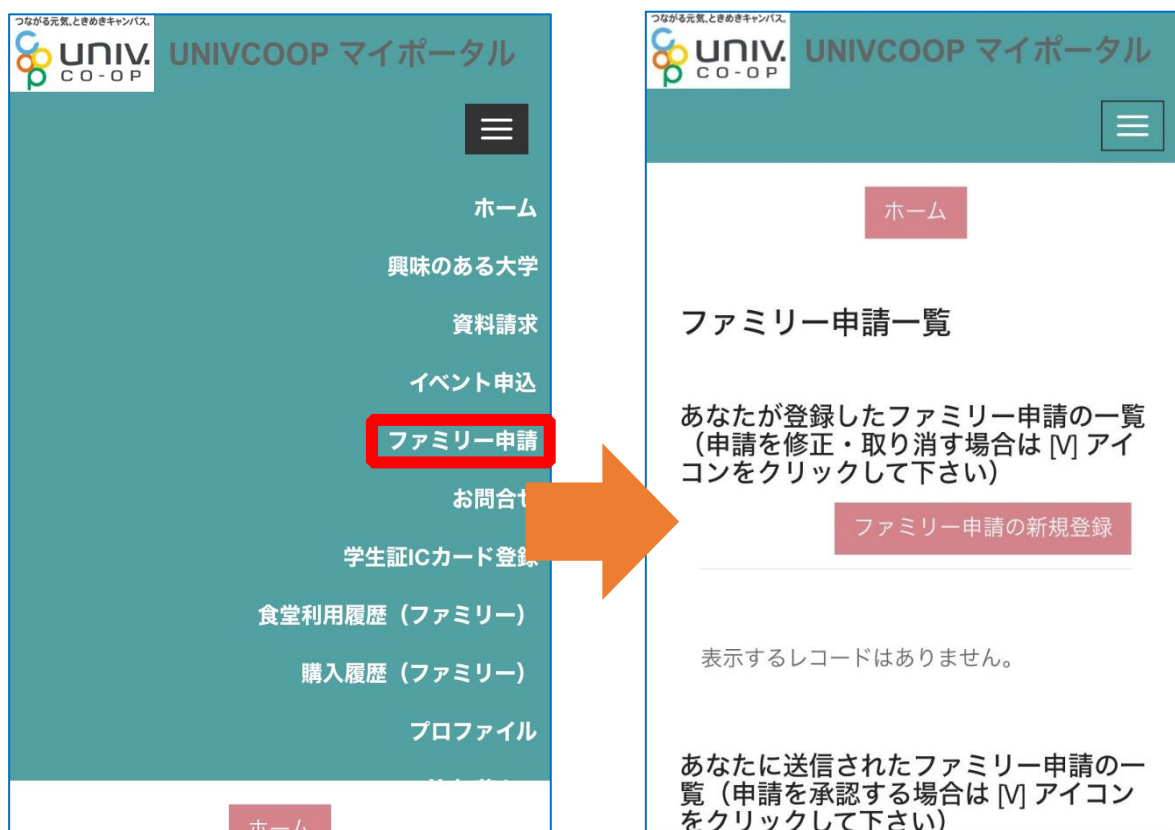 つながる元気、ときめきキャンパス。
UNIV.
CO-OP
UNIVCOOP マイポータル
ホーム
興味のある大学
資料請求
イベント申込
ファミリー申請
お問合せ
学生証ICカード登録
食堂利用履歴（ファミリー）
購入履歴（ファミリー）
プロファイル
ホーム
つながる元気、ときめきキャンパス。
UNIV.
CO-OP
UNIVCOOP マイポータル
ホーム
ファミリー申請一覧
あなたが登録したファミリー申請の一覧
（申請を修正・取り消す場合は [V] アイ
コンをクリックして下さい）
ファミリー申請の新規登録
表示するレコードはありません。
あなたに送信されたファミリー申請の一
覧（申請を承認する場合は [V] アイコン
をクリックして下さい）